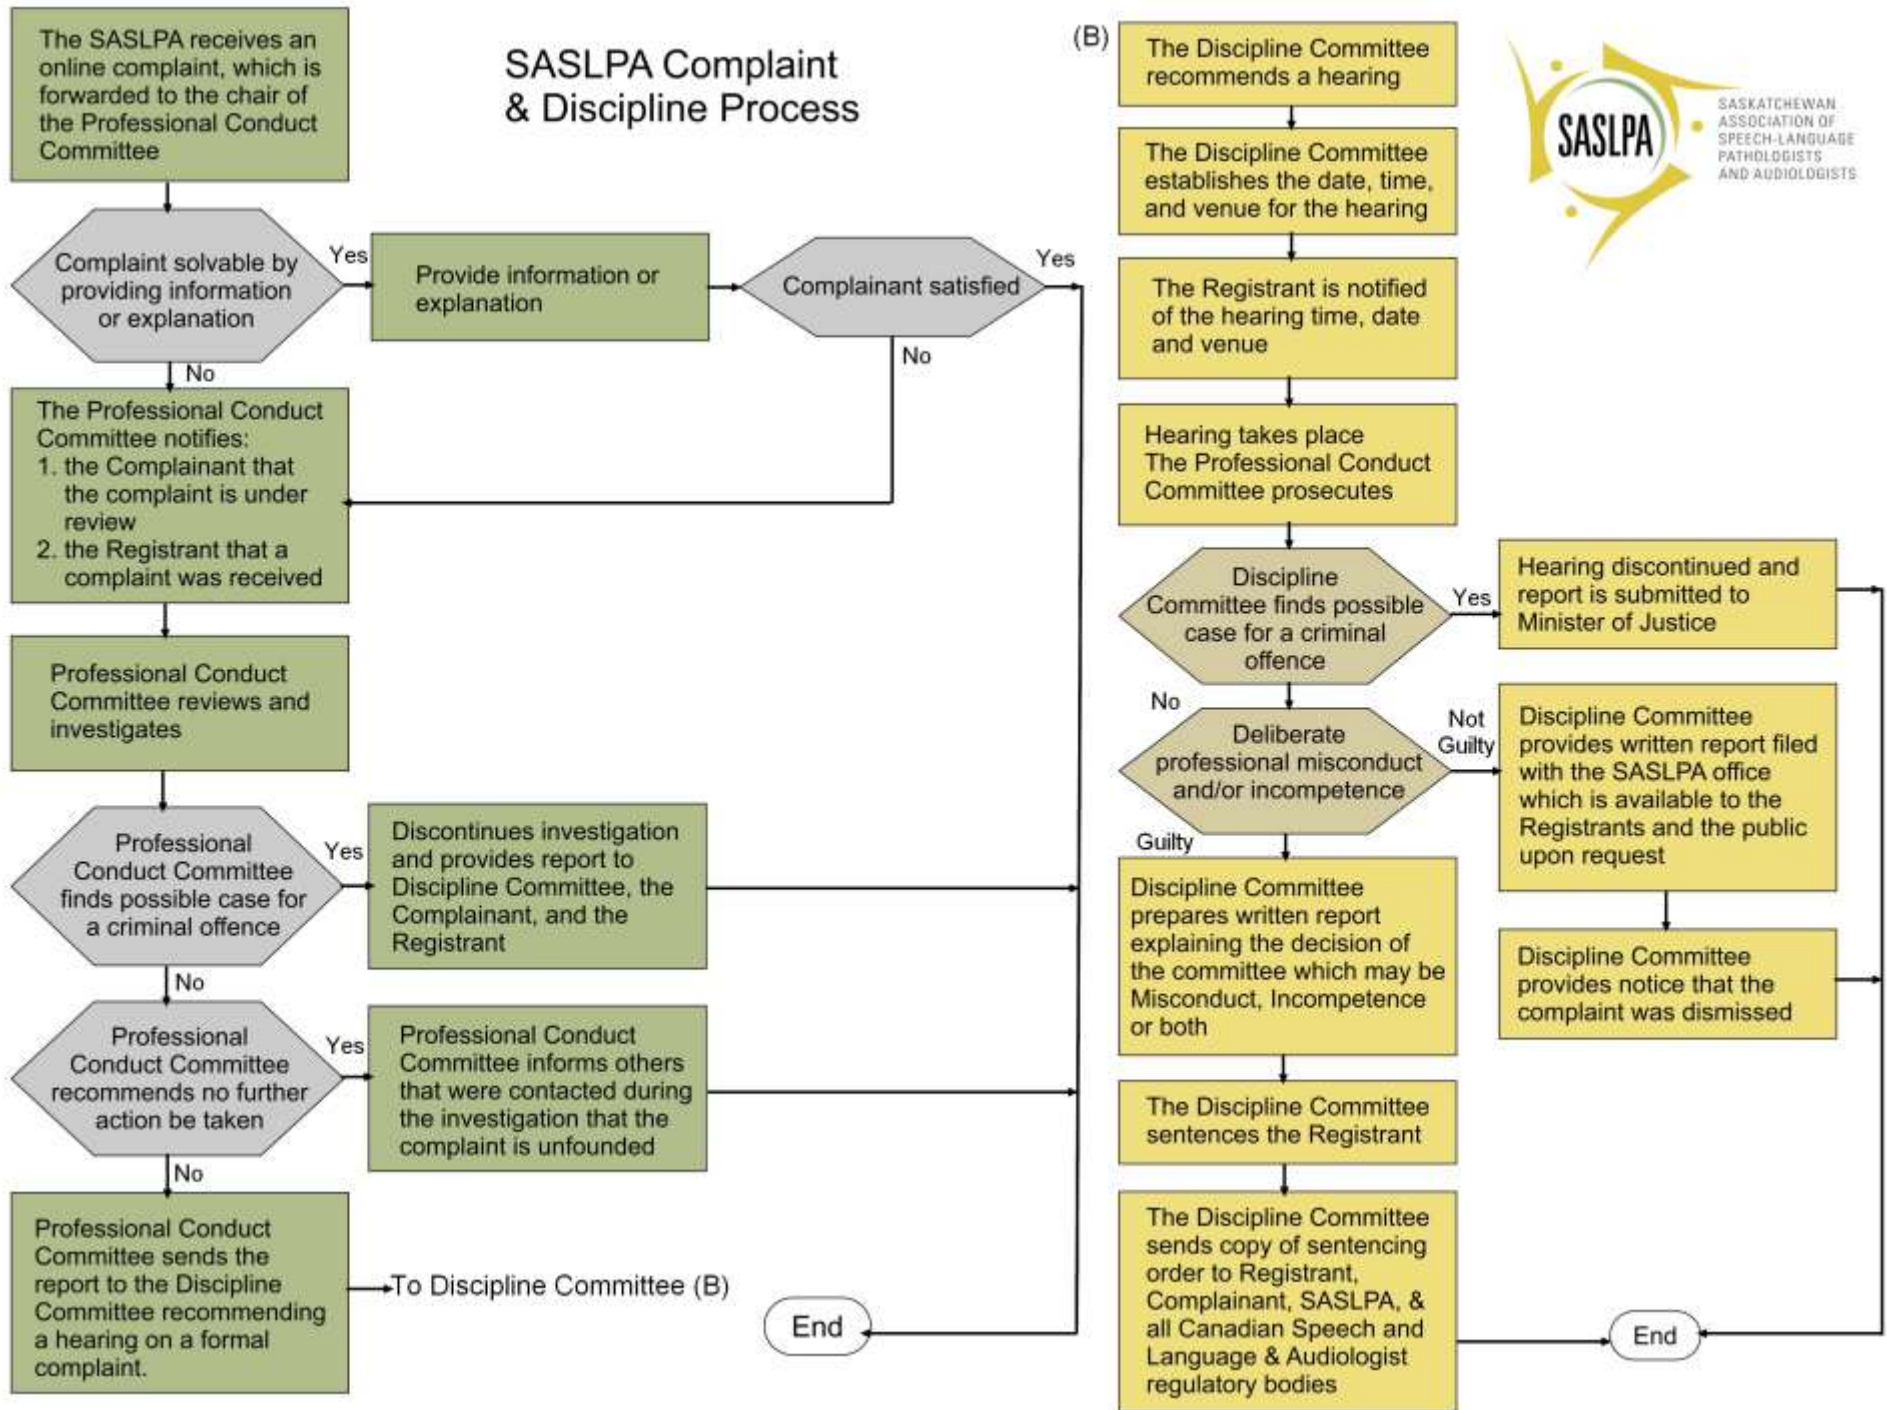 SASLPA Complaint
& Discipline Process
The SASLPA receives an
online complaint, which is
forwarded to the chair of
the Professional Conduct
Committee
Complaint solvable by
providing information
or explanation
Yes
Provide information or
explanation
Complainant satisfied
Yes
No
No
The Professional Conduct
Committee notifies:
1. the Complainant that
the complaint is under
review
2. the Registrant that a
complaint was received
Professional Conduct
Committee reviews and
investigates
Professional
Conduct Committee
finds possible case for
a criminal offence
Yes
Discontinues investigation
and provides report to
Discipline Committee, the
Complainant, and the
Registrant
No
Professional
Conduct Committee
recommends no further
action be taken
Yes
Professional Conduct
Committee informs others
that were contacted during
the investigation that the
complaint is unfounded
No
Professional Conduct
Committee sends the
report to the Discipline
Committee recommending
a hearing on a formal
complaint.
To Discipline Committee (B)
End
(B)
The Discipline Committee
recommends a hearing
The Discipline Committee
establishes the date, time,
and venue for the hearing
The Registrant is notified
of the hearing time, date
and venue
Hearing takes place
The Professional Conduct
Committee prosecutes
Discipline
Committee finds possible
case for a criminal
offence
Yes
Hearing discontinued and
report is submitted to
Minister of Justice
No
Deliberate
professional misconduct
and/or incompetence
Not
Guilty
Discipline Committee
provides written report filed
with the SASLPA office
which is available to the
Registrants and the public
upon request
Discipline Committee
provides notice that the
complaint was dismissed
Guilty
Discipline Committee
prepares written report
explaining the decision of
the committee which may be
Misconduct, Incompetence
or both
The Discipline Committee
sentences the Registrant
The Discipline Committee
sends copy of sentencing
order to Registrant,
Complainant, SASLPA, &
all Canadian Speech and
Language & Audiologist
regulatory bodies
End
SASLPA
SASKATCHEWAN
ASSOCIATION OF
SPEECH-LANGUAGE
PATHOLOGISTS
AND AUDIOLOGISTS